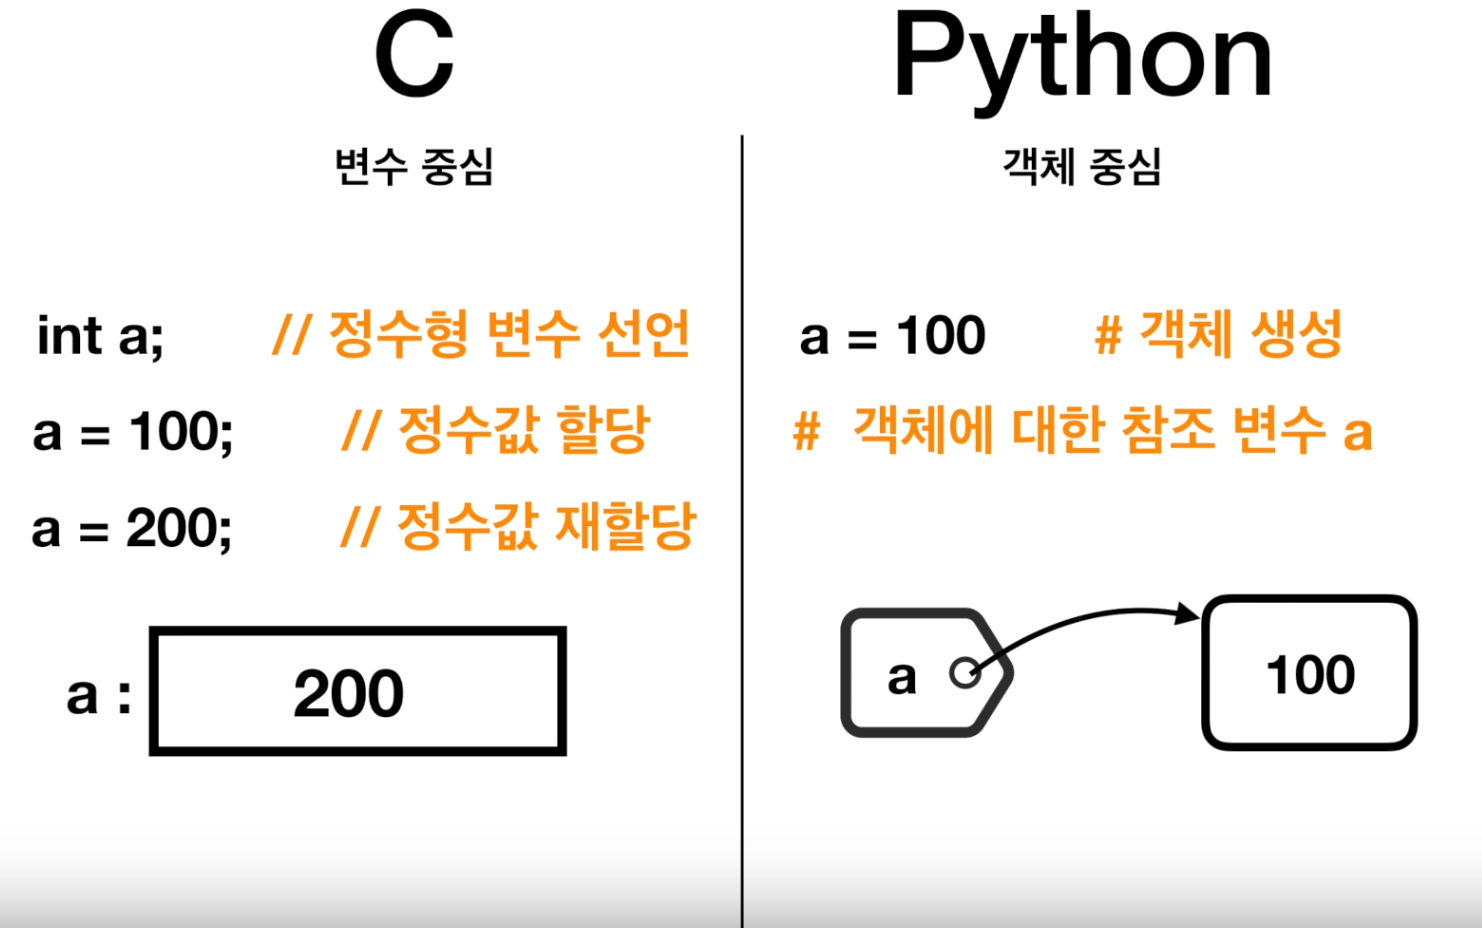 C
변수 중심
int a; // 정수형 변수 선언
a = 100; // 정수값 할당
a = 200; // 정수값 재할당
a : 200
Python
객체 중심
a = 100 # 객체 생성
# 객체에 대한 참조 변수 a
a
100